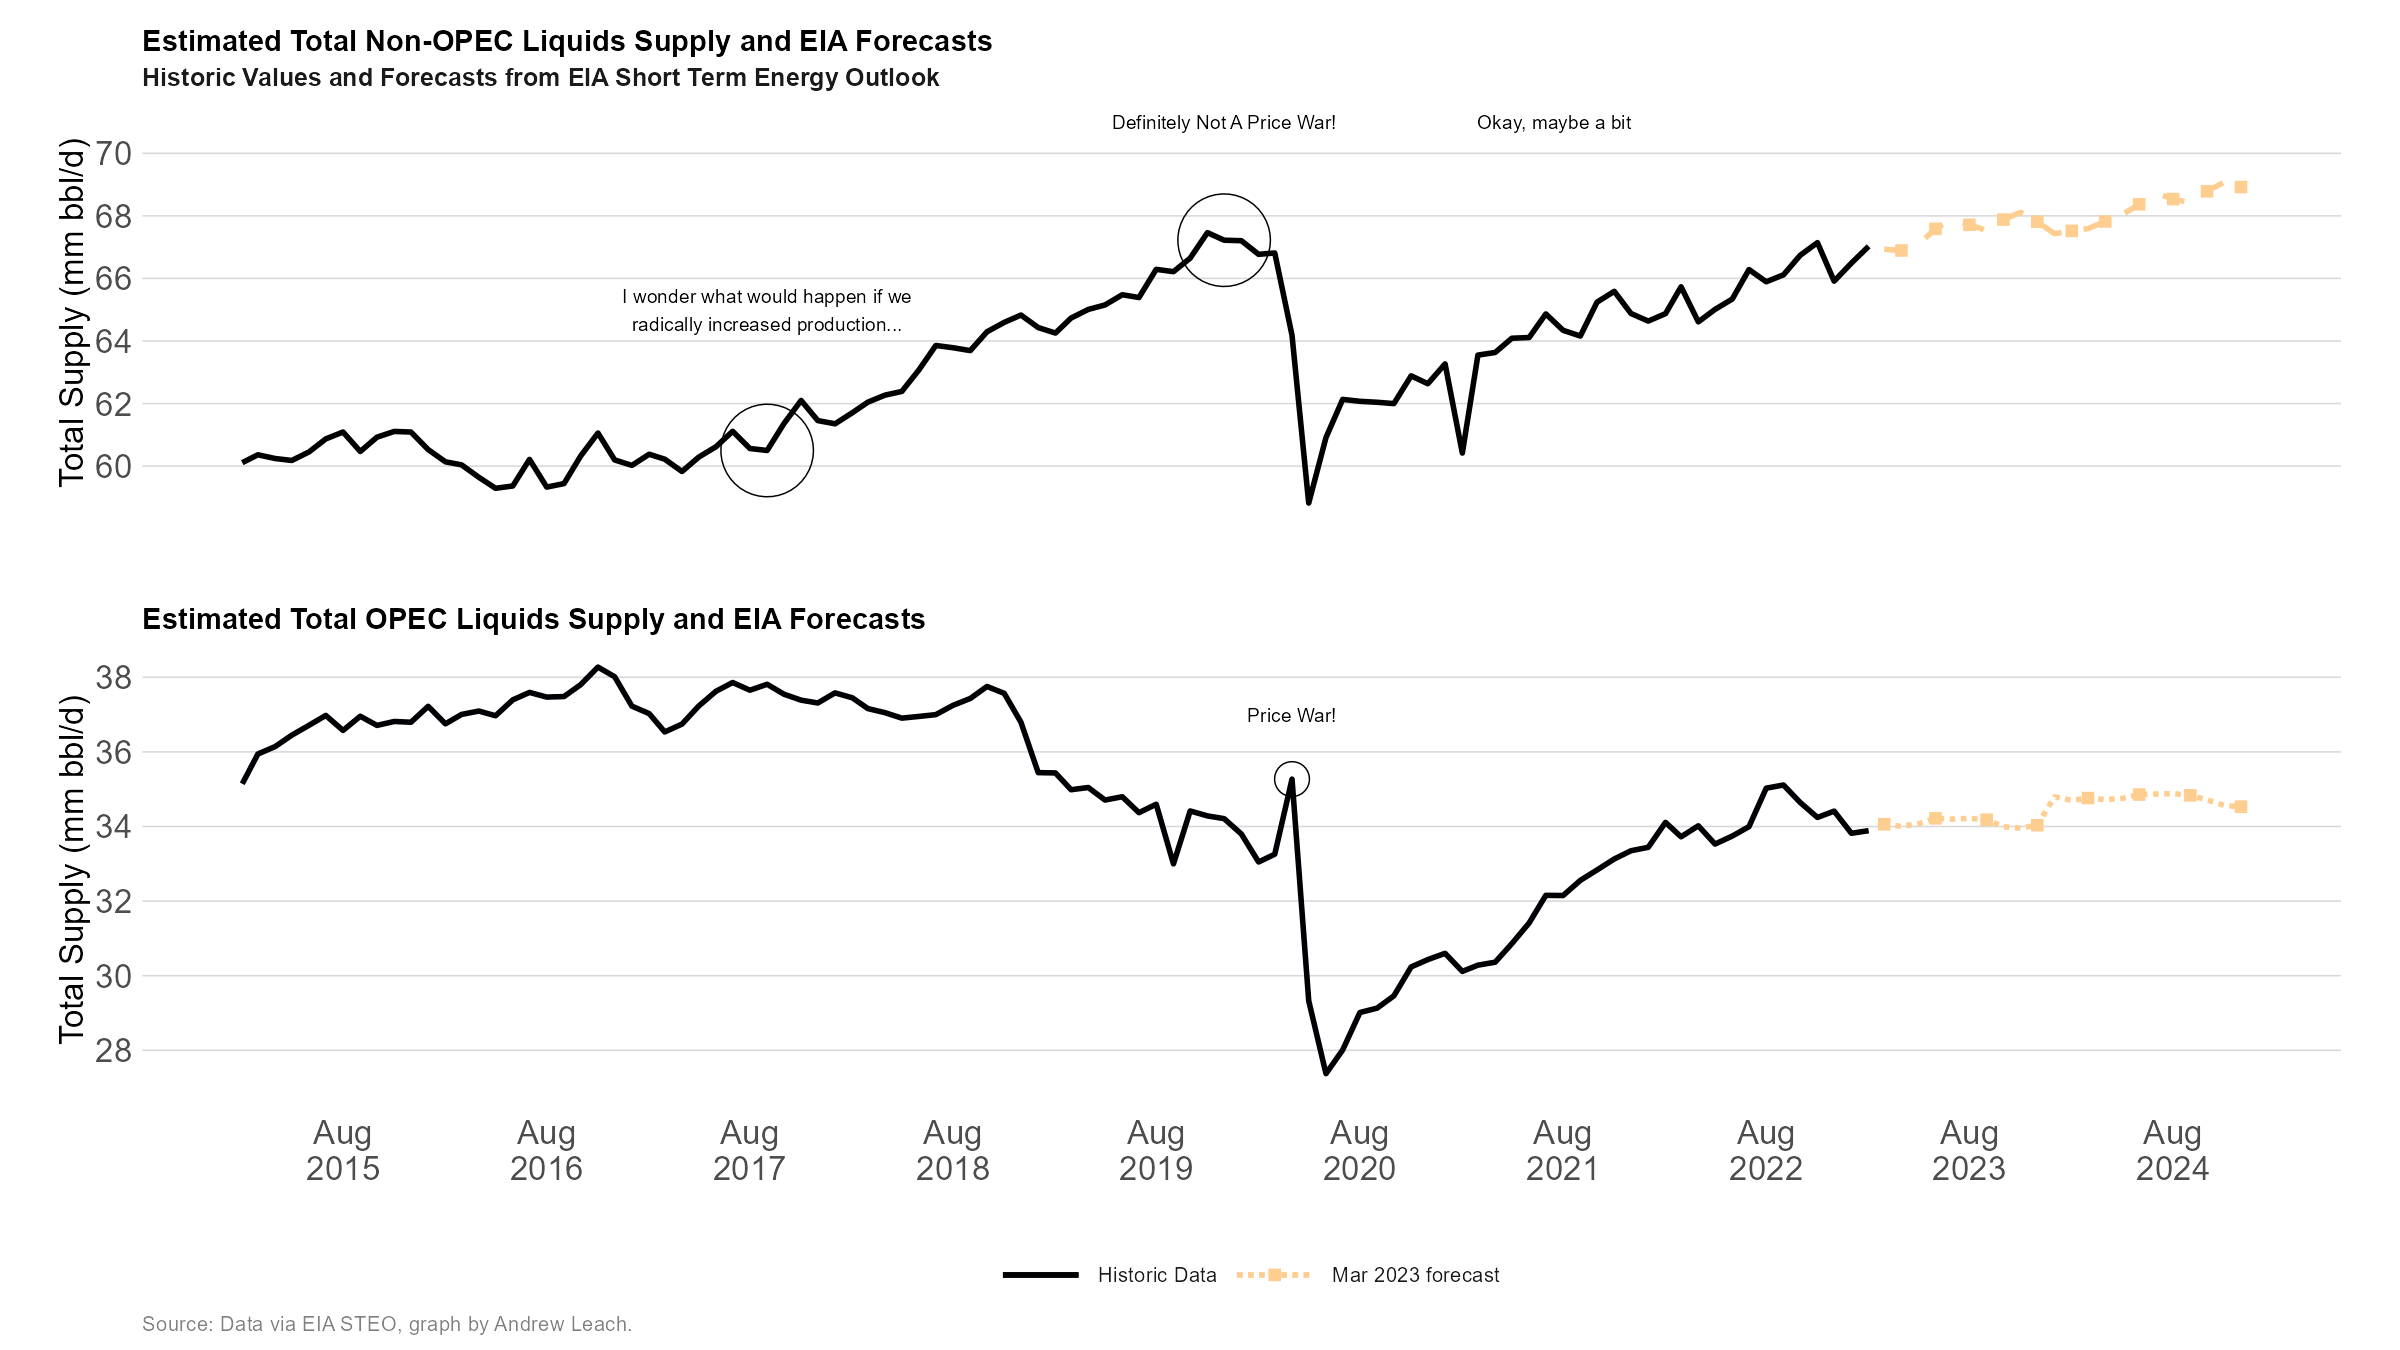 Estimated Total Non-OPEC Liquids Supply and EIA Forecasts
Historic Values and Forecasts from EIA Short Term Energy Outlook
Definitely Not A Price War!
Okay, maybe a bit
I wonder what would happen if we
radically increased production...
Total Supply (mm bbl/d)
70
68
66
64
62
60
Estimated Total OPEC Liquids Supply and EIA Forecasts
Price War!
Total Supply (mm bbl/d)
38
36
34
32
30
28
Aug
2015
Aug
2016
Aug
2017
Aug
2018
Aug
2019
Aug
2020
Aug
2021
Aug
2022
Aug
2023
Aug
2024
Historic Data
Mar 2023 forecast
Source: Data via EIA STEO, graph by Andrew Leach.